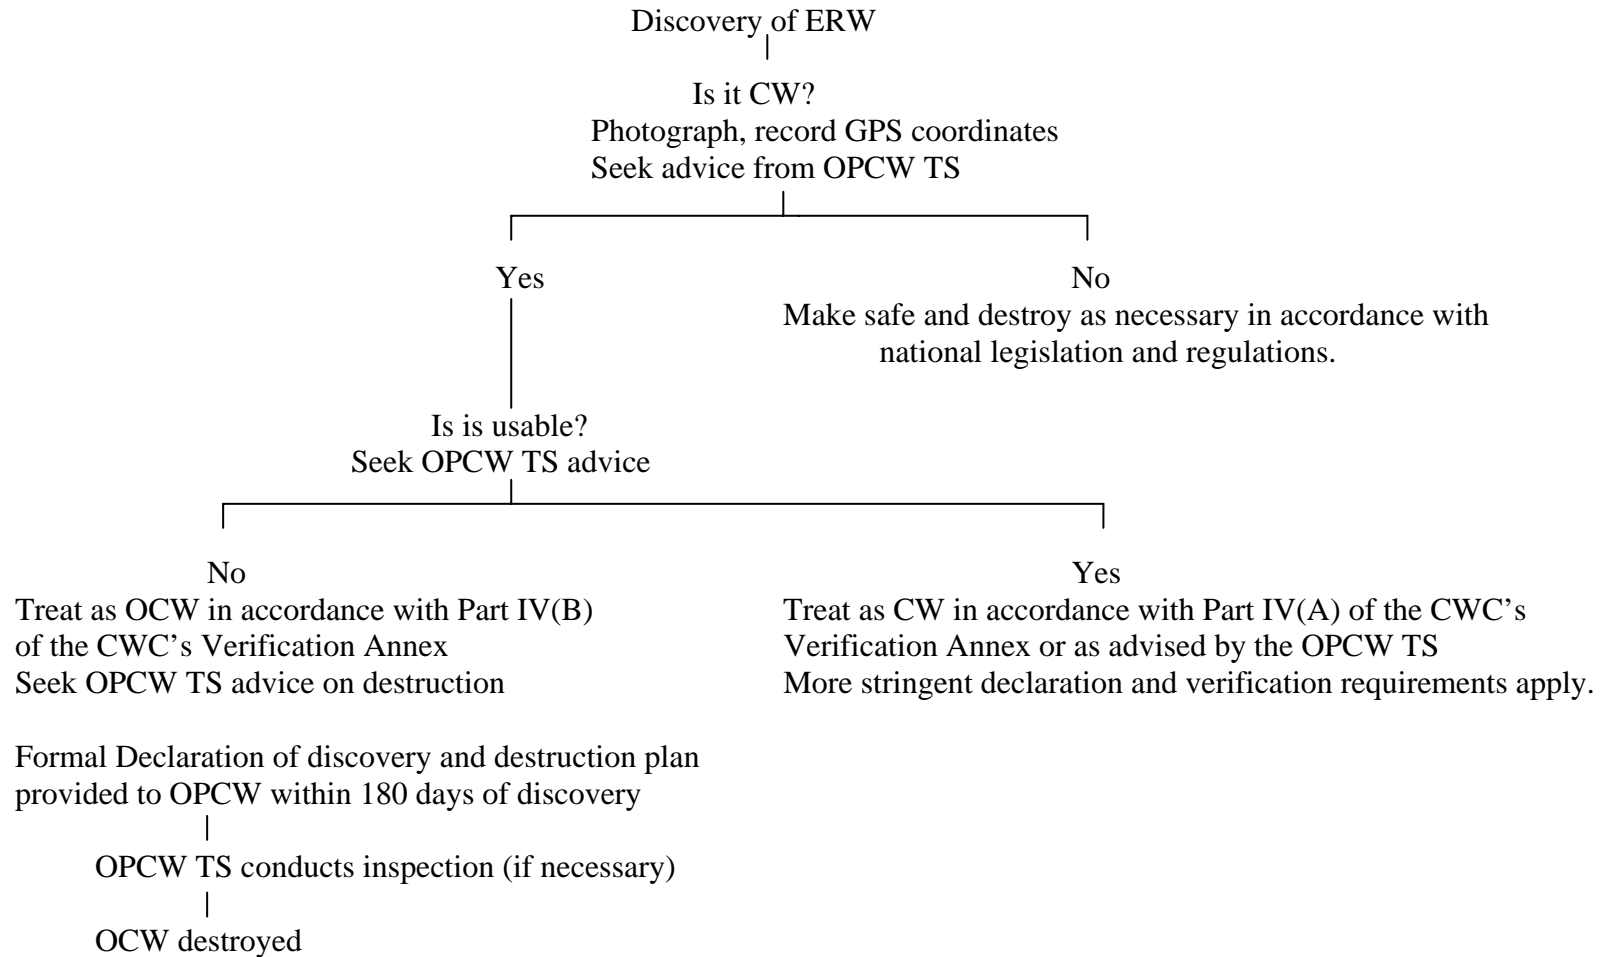 Discovery of ERW
Is it CW?
Photograph, record GPS coordinates
Seek advice from OPCW TS
Yes
No
Make safe and destroy as necessary in accordance with
national legislation and regulations.
Is is usable?
Seek OPCW TS advice
No
Treat as OCW in accordance with Part IV(B)
of the CWC’s Verification Annex
Seek OPCW TS advice on destruction
Yes
Treat as CW in accordance with Part IV(A) of the CWC’s
Verification Annex or as advised by the OPCW TS
More stringent declaration and verification requirements apply.
Formal Declaration of discovery and destruction plan
provided to OPCW within 180 days of discovery
OPCW TS conducts inspection (if necessary)
OCW destroyed